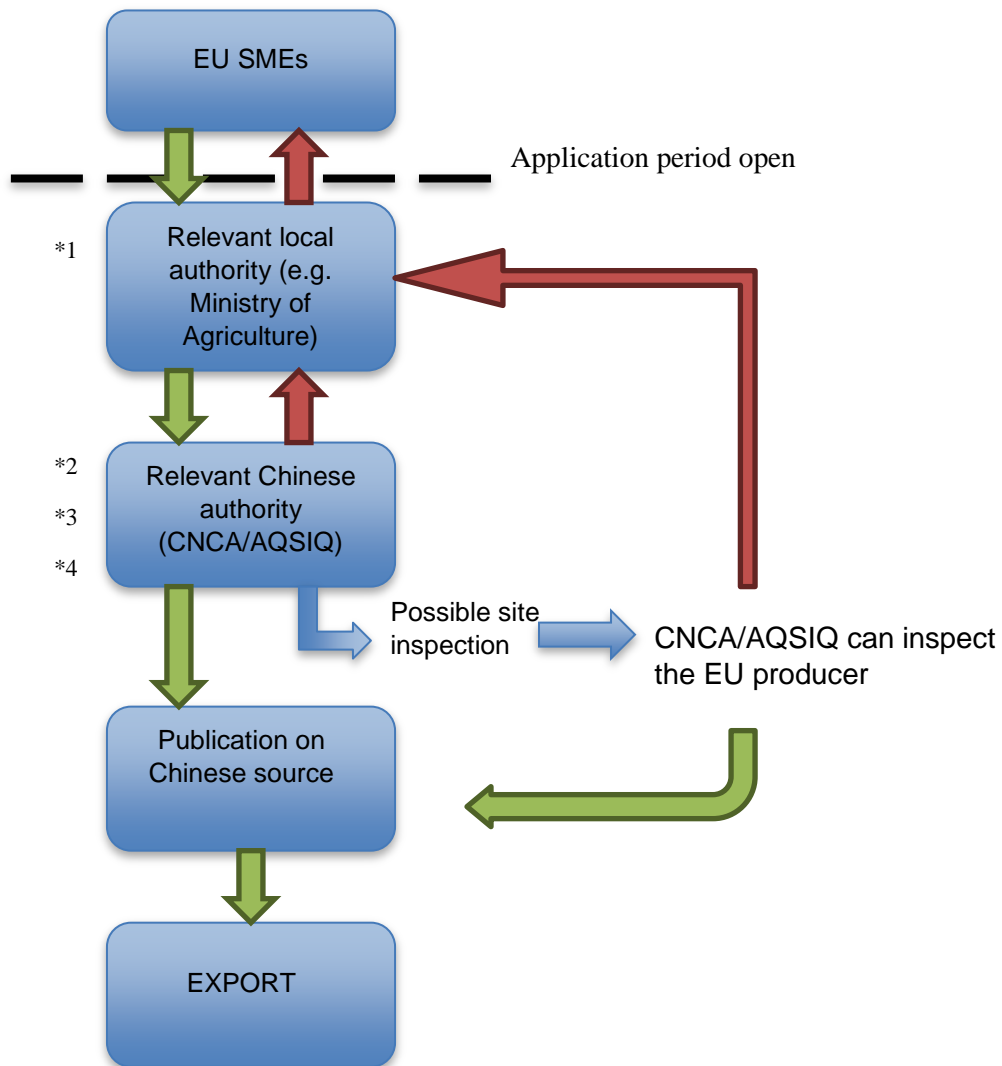 EU SMEs
Application period open
*1
Relevant local
authority (e.g.
Ministry of
Agriculture)
*2
*3
*4
Relevant Chinese
authority
(CNCA/AQSIQ)
Possible site
inspection
CNCA/AQSIQ can inspect
the EU producer
Publication on
Chinese source
EXPORT